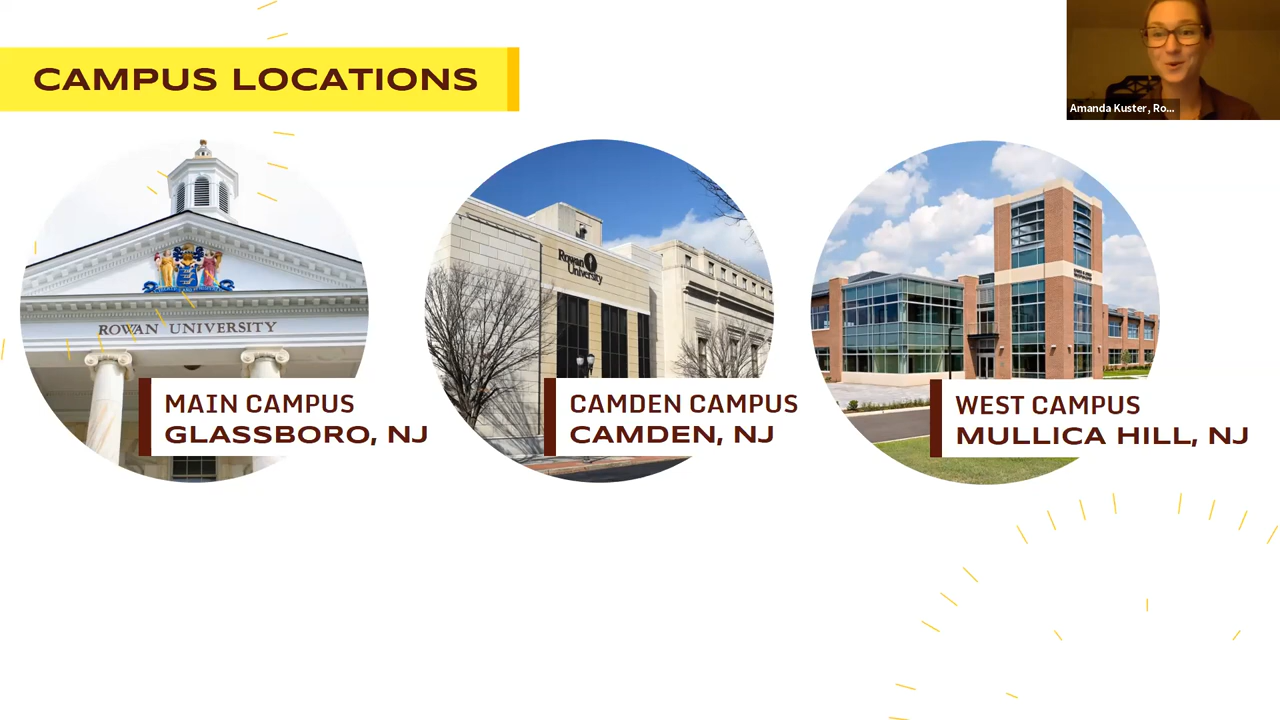 CAMPUS LOCATIONS
Amanda Kuster, Ro...
ROWAN UNIVERSITY
Rowan
University
MAIN CAMPUS
GLASSBORO, NJ
CAMDEN CAMPUS
CAMDEN, NJ
WEST CAMPUS
MULLICA HILL, NJ